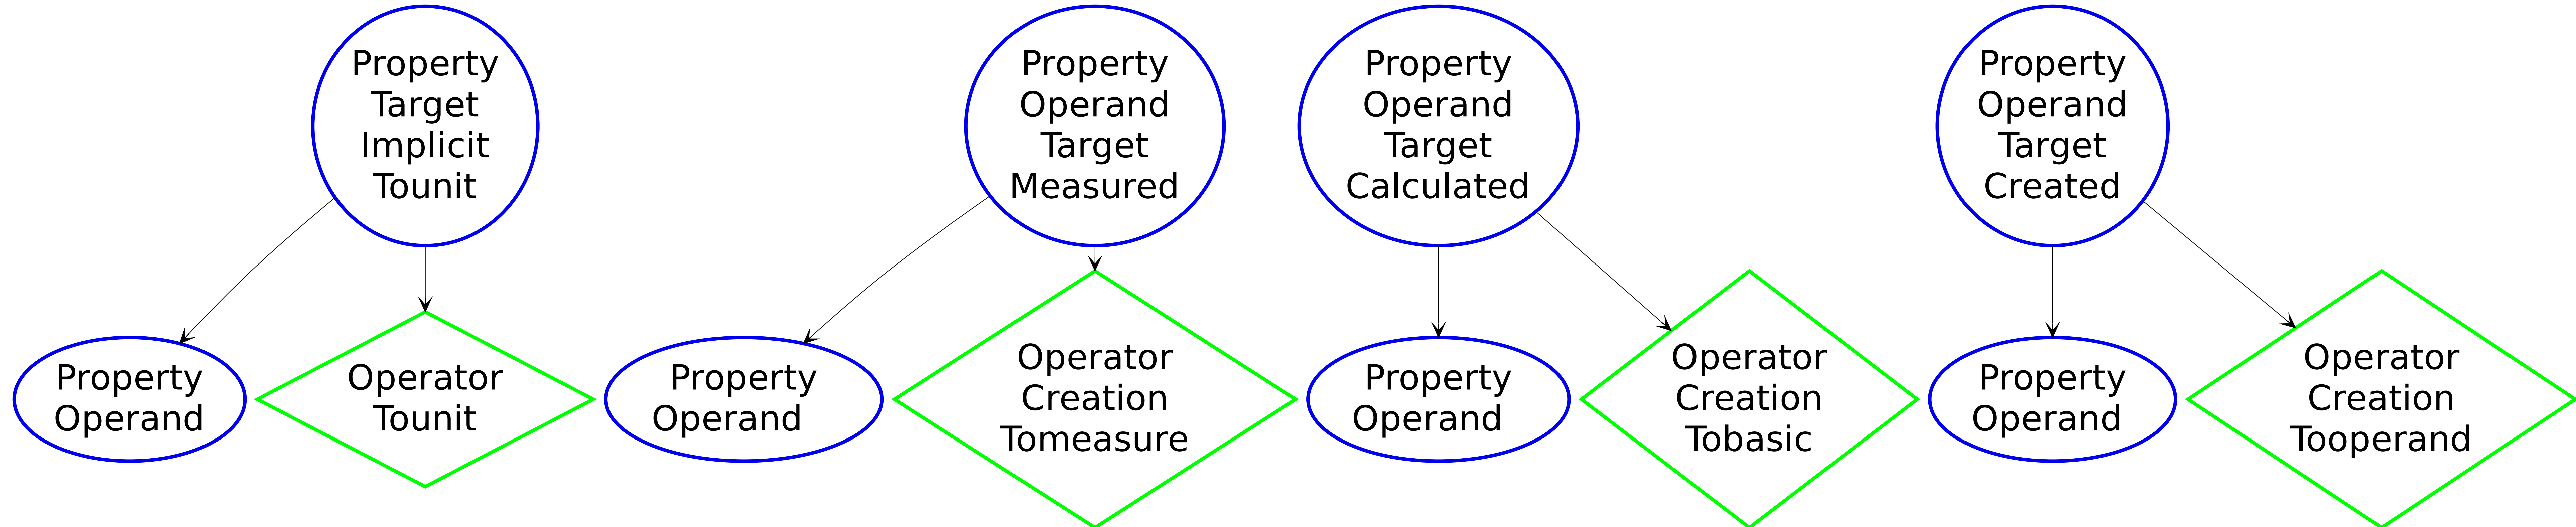 Property
Target
Implicit
Tounit
Property
Operand
Target
Measured
Property
Operand
Target
Calculated
Property
Operand
Target
Created
Property
Operand
Operator
Tounit
Property
Operand
Operator
Creation
Tomeasure
Property
Operand
Operator
Creation
Tobasic
Property
Operand
Operator
Creation
Tooperand